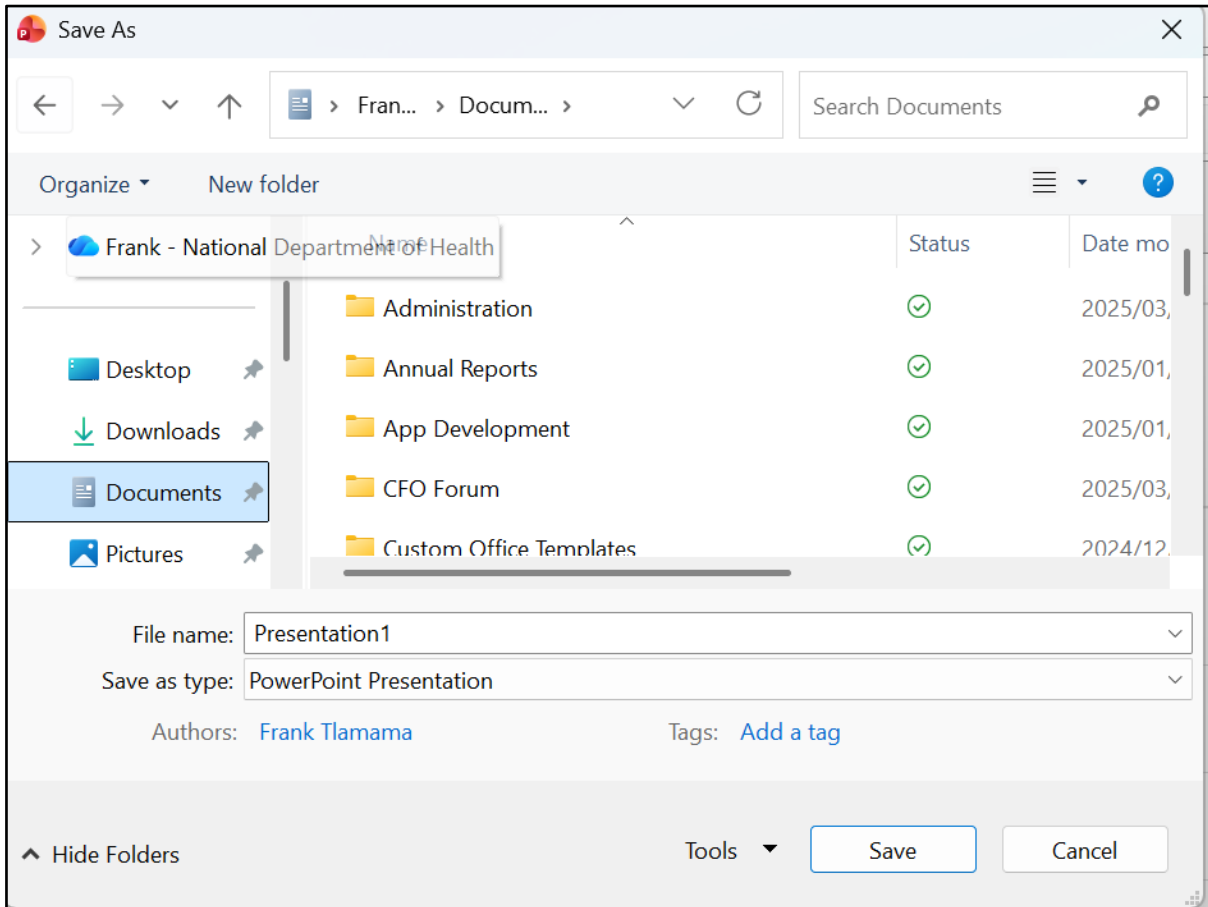 Save As
Fran... > Docum... >
Search Documents
Organize
New folder
?
Frank - National Department of Health
Name
Status
Date mo
Administration
2025/03,
Annual Reports
2025/01,
App Development
2025/01,
CFO Forum
2025/03,
Custom Office Templates
2024/12.
Desktop
Downloads
Documents
Pictures
File name: Presentation1
Save as type: PowerPoint Presentation
Authors: Frank Tlamama
Tags: Add a tag
Hide Folders
Tools
Save
Cancel